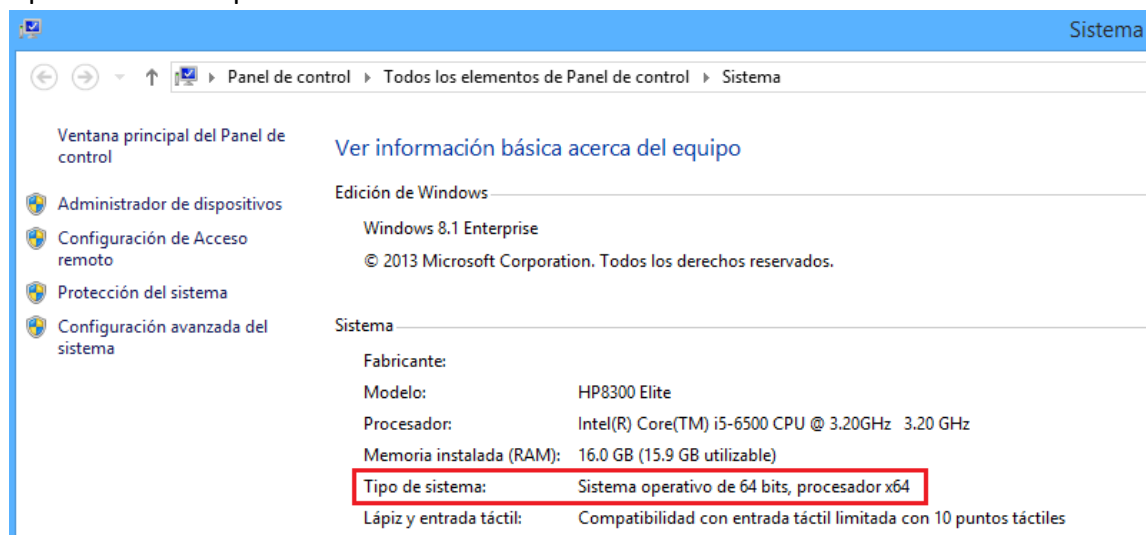 Sistema
Panel de control ▸ Todos los elementos de Panel de control ▸ Sistema
Ventana principal del Panel de
control
Administrador de dispositivos
Configuración de Acceso
remoto
Protección del sistema
Configuración avanzada del
sistema
Ver información básica acerca del equipo
Edición de Windows
Windows 8.1 Enterprise
© 2013 Microsoft Corporation. Todos los derechos reservados.
Sistema
Fabricante:
Modelo: HP8300 Elite
Procesador: Intel(R) Core(TM) i5-6500 CPU @ 3.20GHz 3.20 GHz
Memoria instalada (RAM): 16.0 GB (15.9 GB utilizable)
Tipo de sistema: Sistema operativo de 64 bits, procesador x64
Lápiz y entrada táctil: Compatibilidad con entrada táctil limitada con 10 puntos táctiles